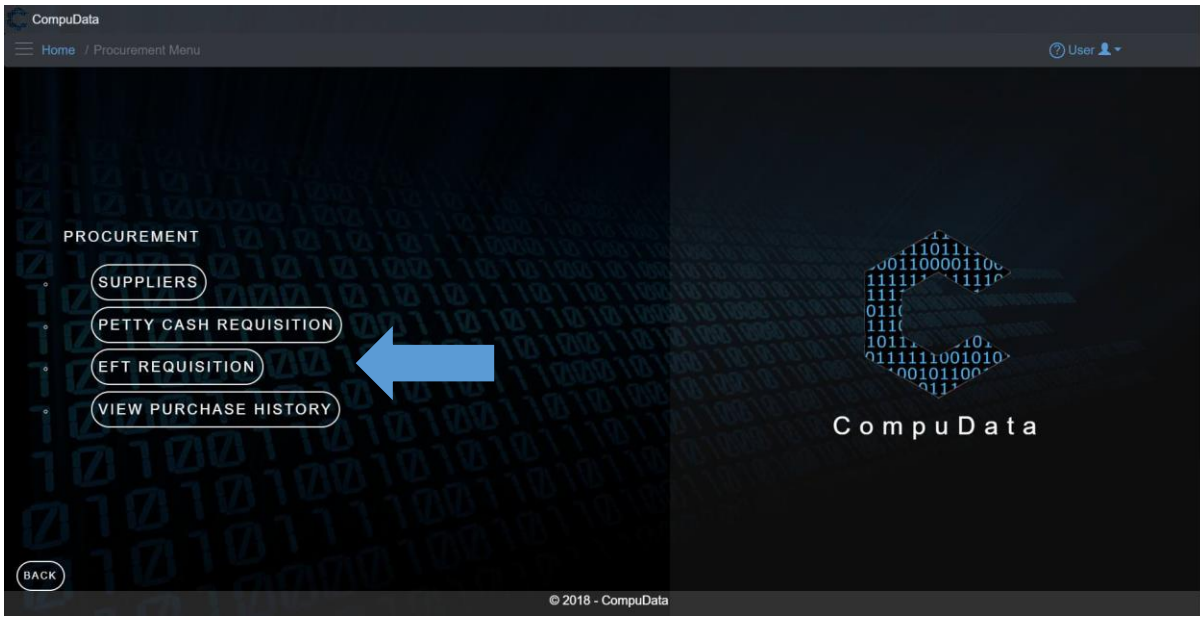 CompuData
Home / Procurement Menu
User
PROCUREMENT
SUPPLIERS
PETTY CASH REQUISITION
EFT REQUISITION
VIEW PURCHASE HISTORY
CompuData
BACK
© 2018 - CompuData